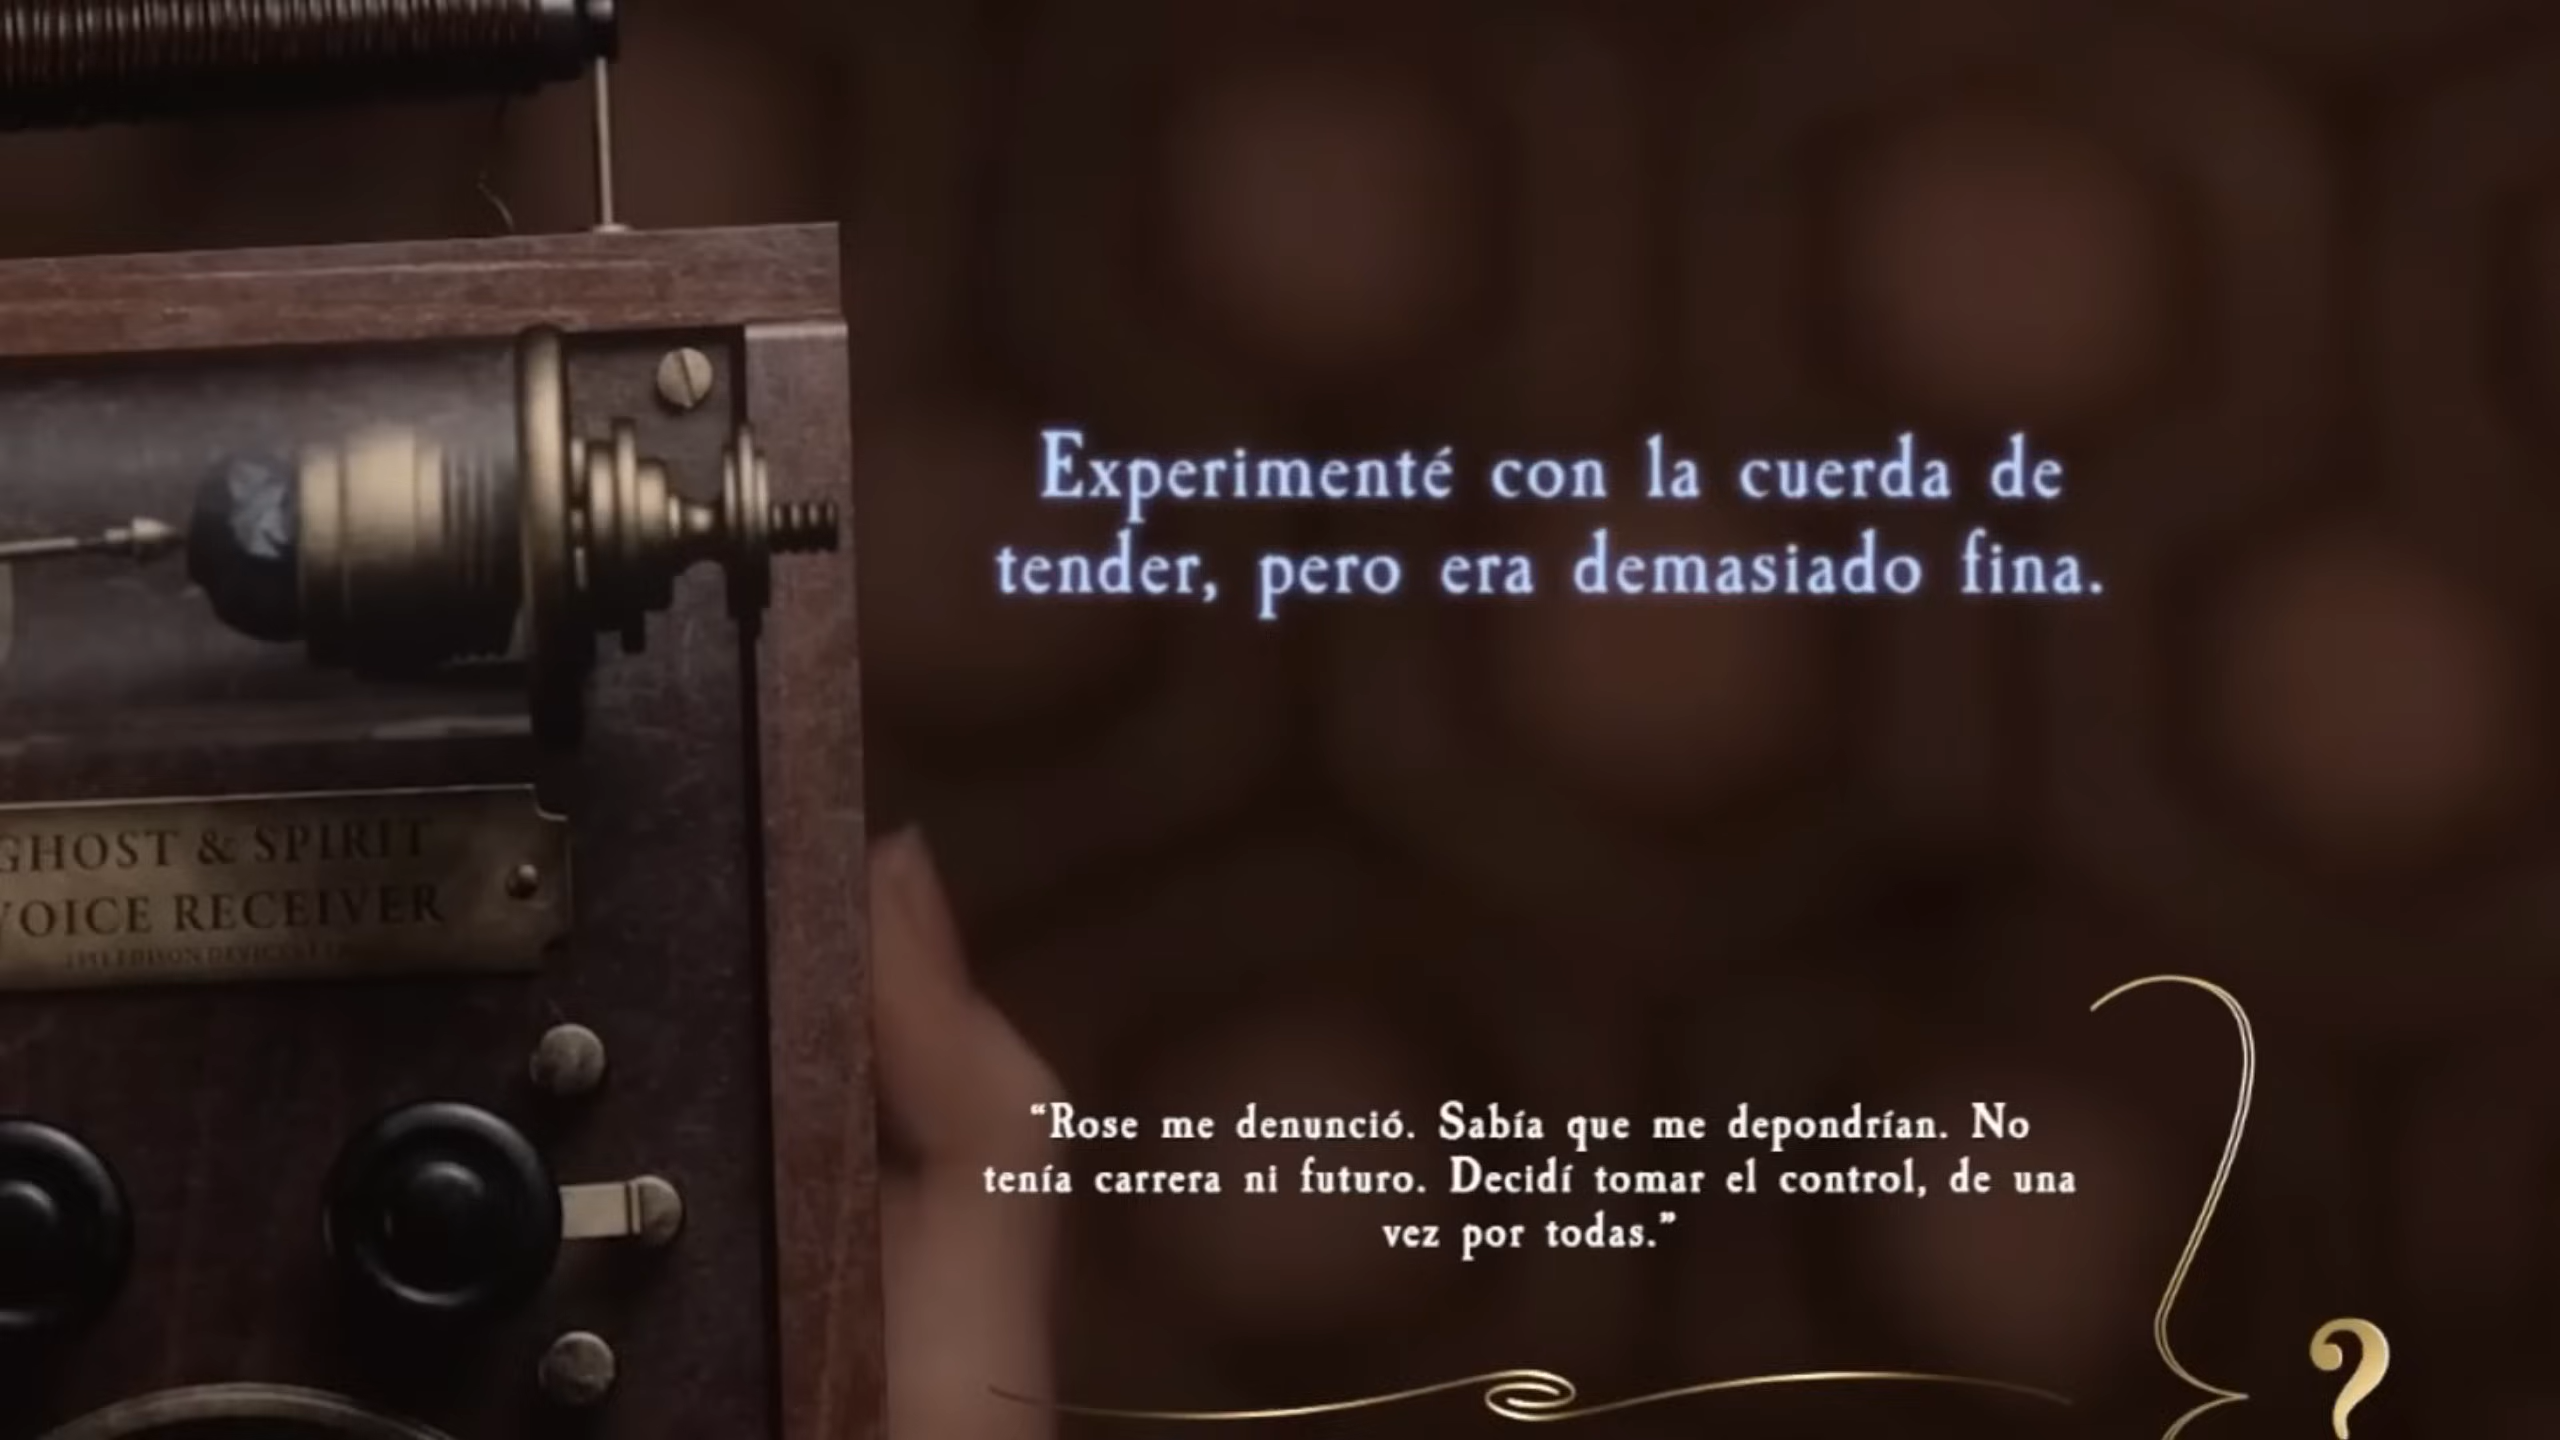 Experimenté con la cuerda de
tender, pero era demasiado fina.
GHOST & SPIRIT
VOICE RECEIVER
“Rose me denunció. Sabía que me depondrían. No
tenía carrera ni futuro. Decidí tomar el control, de una
vez por todas.”
?